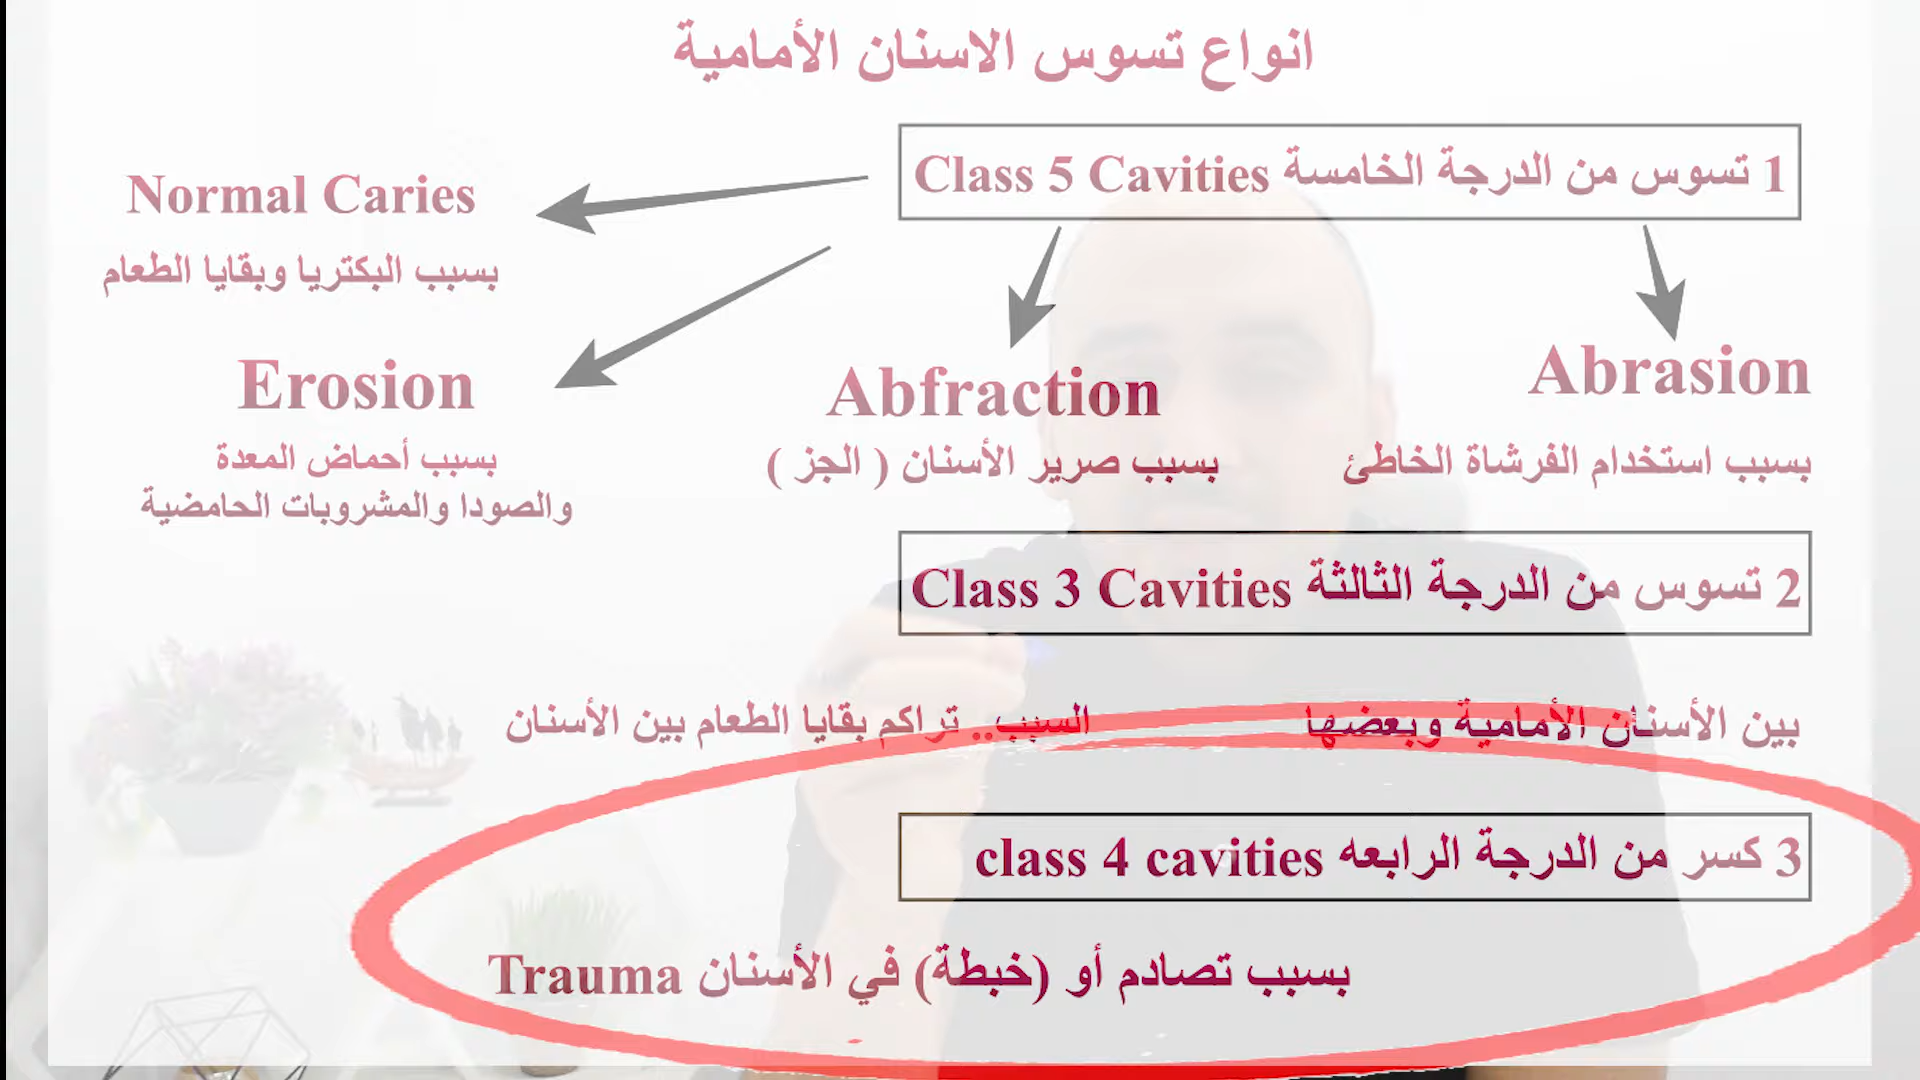 انواع تسوس الاسنان الأمامية
1 تسوس من الدرجة الخامسة Class 5 Cavities
Normal Caries
بسبب البكتريا وبقايا الطعام
Abrasion
بسبب استخدام الفرشاة الخاطئ
Abfraction
بسبب صرير الأسنان ( الجز )
Erosion
بسبب أحماض المعدة
والصودا والمشروبات الحامضية
2 تسوس من الدرجة الثالثة Class 3 Cavities
بين الأسنان الأمامية وبعضها
السبب.. تراكم بقايا الطعام بين الأسنان
3 كسر من الدرجة الرابعه class 4 cavities
بسبب تصادم أو (خبطة) في الأسنان Trauma